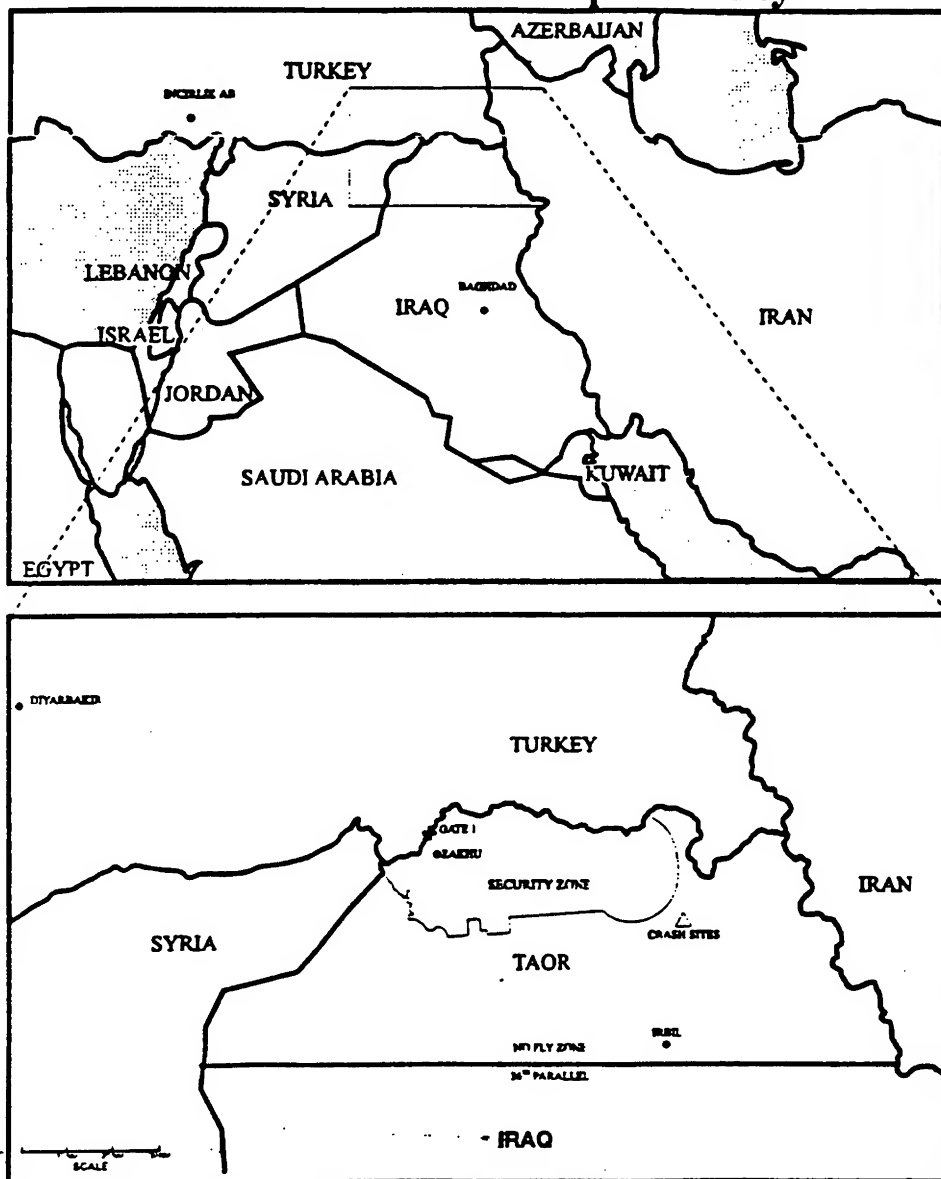 AZERBAIJAN
TURKEY
INCIRLIK AB
SYRIA
LEBANON
BAGHDAD
IRAQ
IRAN
ISRAEL
JORDAN
KUWAIT
SAUDI ARABIA
EGYPT
DIYARBAKIR
TURKEY
GATE 1
ZAKHU
SECURITY ZONE
IRAN
CRASH SITES
SYRIA
TAOR
IRBIL
NO FLY ZONE
36TH PARALLEL
IRAQ
SCALE